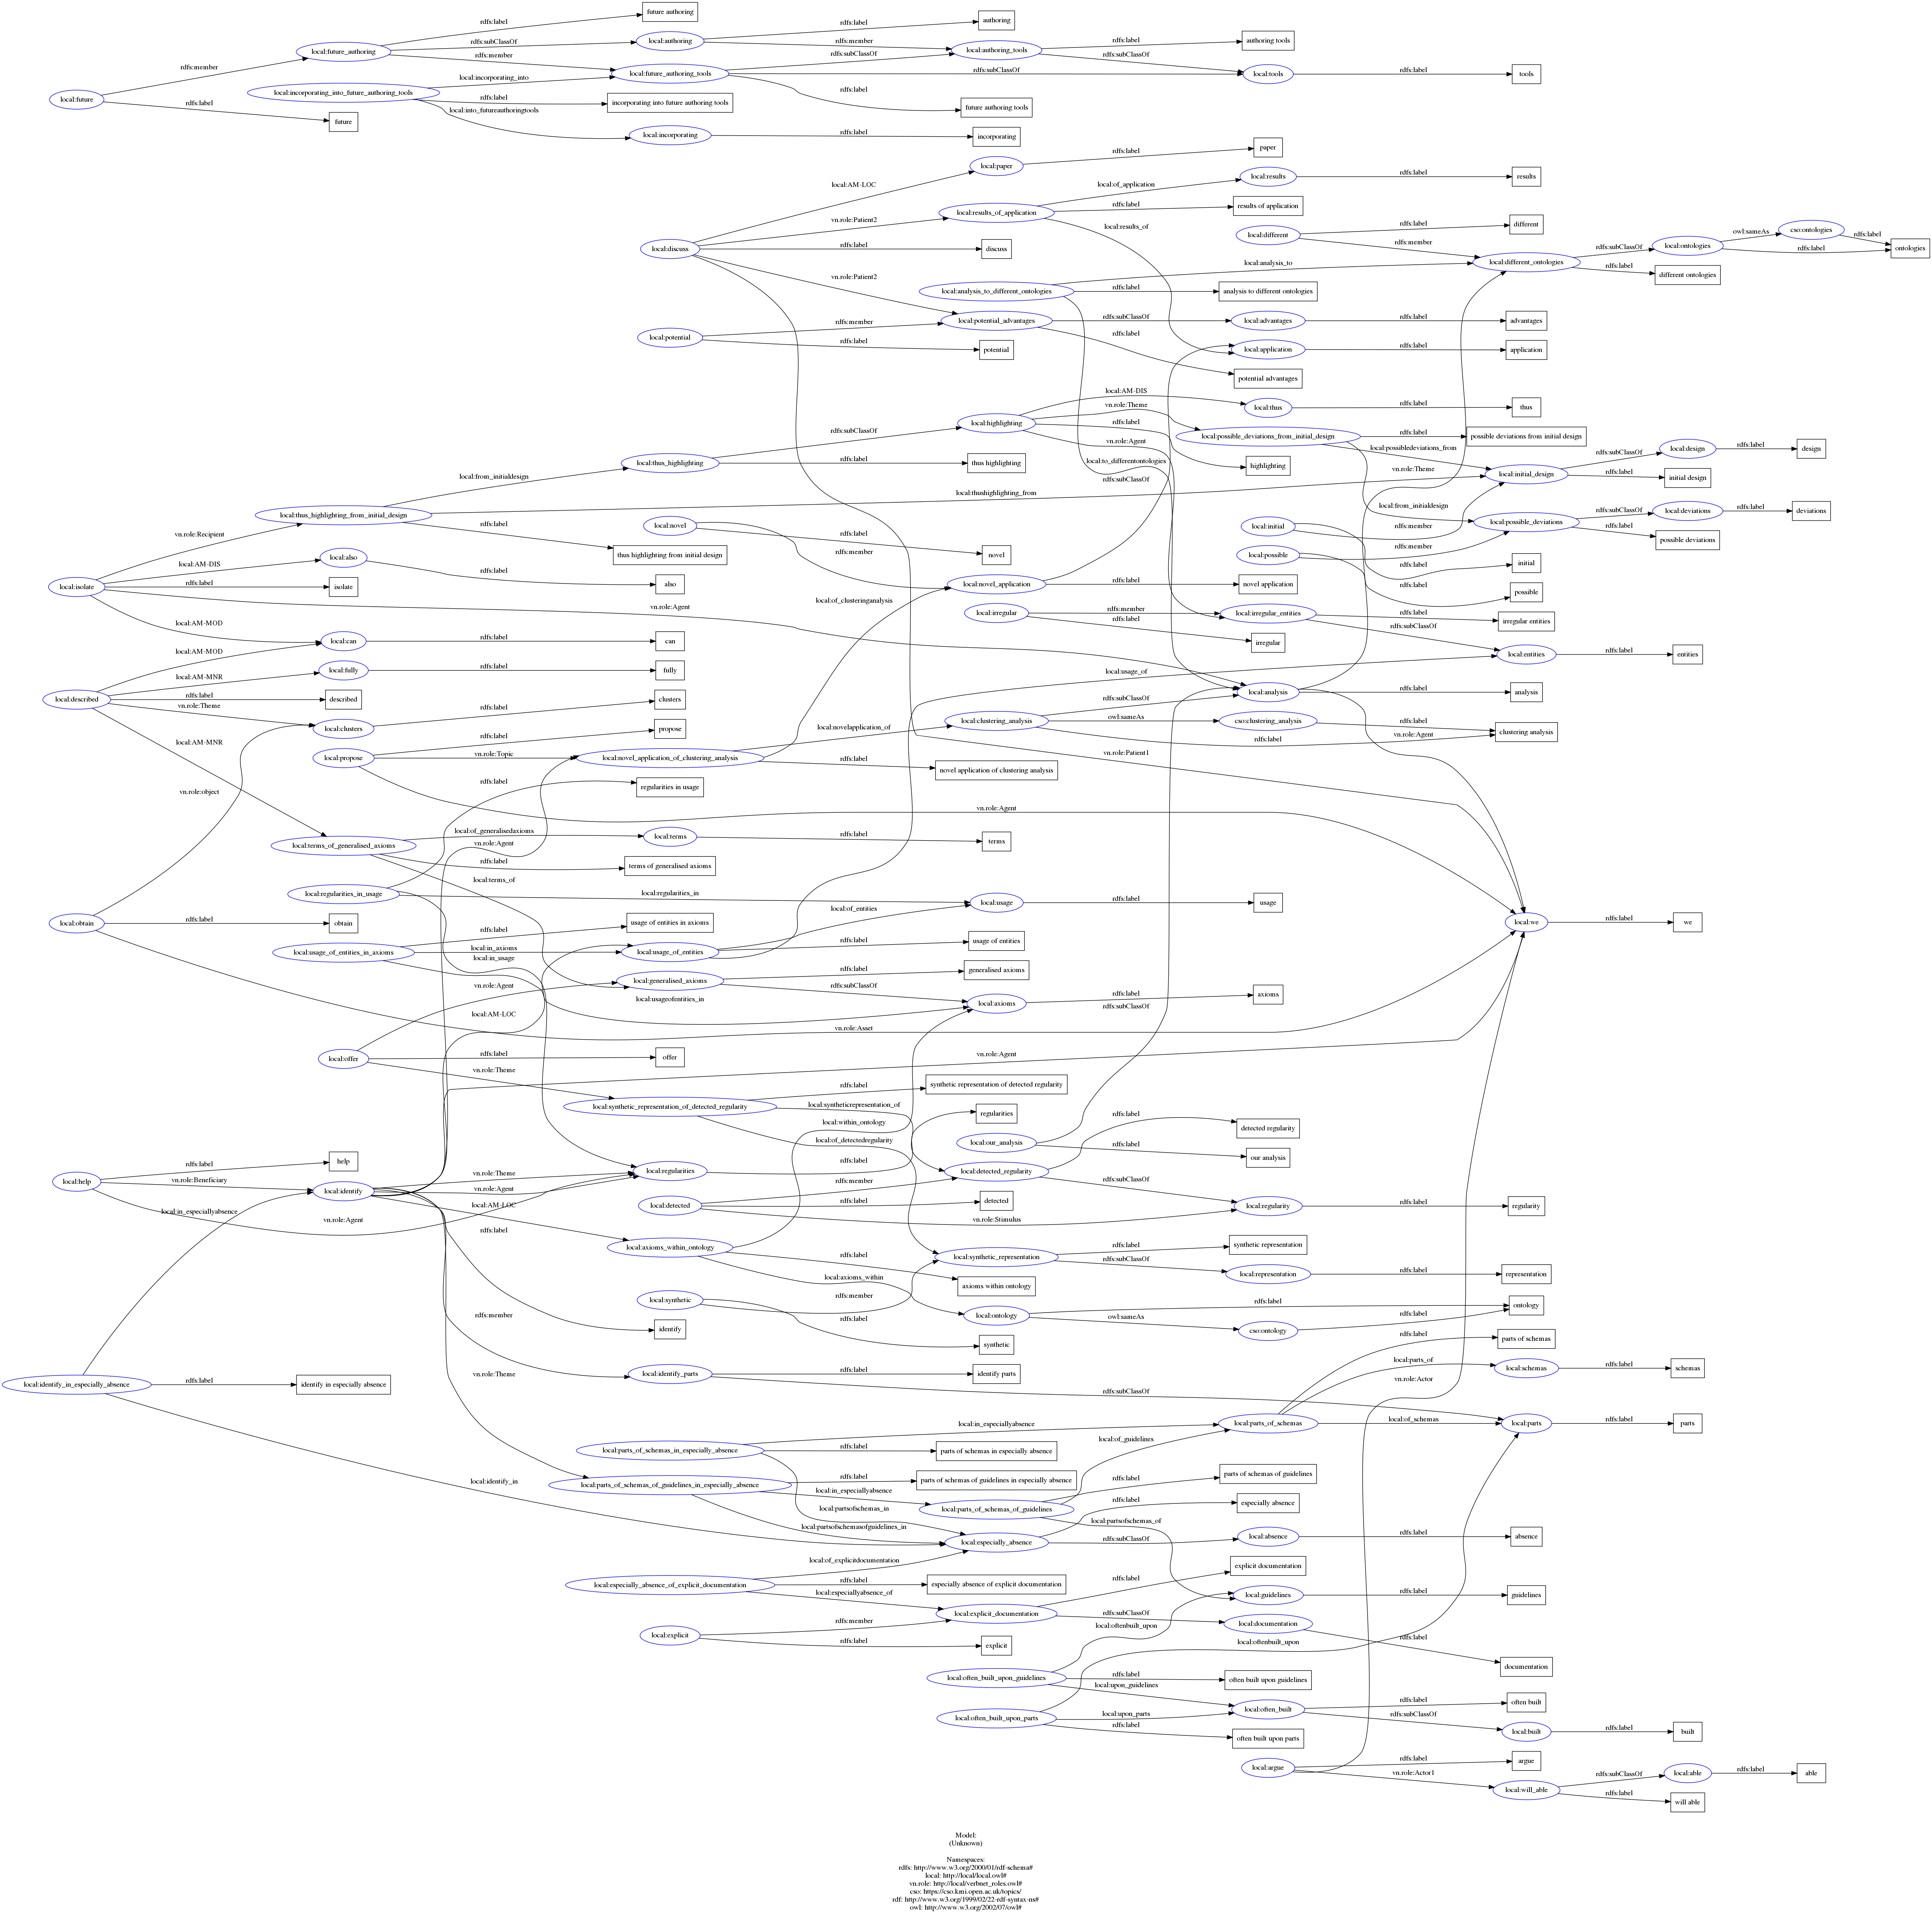 rdfs:label
future authoring
rdfs:label
authoring
local:future_authoring
rdfs:subClassOf
local:authoring
rdfs:member
rdfs:label
authoring tools
rdfs:member
rdfs:member
local:authoring_tools
rdfs:subClassOf
rdfs:subClassOf
local:incorporating_into
local:future_authoring_tools
rdfs:subClassOf
local:tools
rdfs:label
tools
local:future
local:incorporating_into_future_authoring_tools
rdfs:label
incorporating into future authoring tools
rdfs:label
future authoring tools
rdfs:label
local:into_futureauthoringtools
future
local:incorporating
rdfs:label
incorporating
rdfs:label
paper
local:paper
local:AM-LOC
local:of_application
local:results
rdfs:label
results
vn.role:Patient2
local:results_of_application
rdfs:label
results of application
local:results_of
rdfs:label
different
local:different
rdfs:member
local:discuss
rdfs:label
discuss
owl:sameAs
cso:ontologies
rdfs:label
rdfs:subClassOf
local:ontologies
rdfs:label
ontologies
local:analysis_to
local:different_ontologies
rdfs:label
different ontologies
vn.role:Patient2
local:analysis_to_different_ontologies
rdfs:label
analysis to different ontologies
local:potential
rdfs:member
local:potential_advantages
rdfs:subClassOf
local:advantages
rdfs:label
advantages
rdfs:label
potential
rdfs:label
local:application
rdfs:label
application
potential advantages
local:AM-DIS
local:thus
rdfs:label
thus
rdfs:subClassOf
local:highlighting
vn.role:Theme
rdfs:label
local:possible_deviations_from_initial_design
rdfs:label
possible deviations from initial design
vn.role:Agent
local:possibledeviations_from
rdfs:subClassOf
local:design
rdfs:label
design
local:thus_highlighting
rdfs:label
thus highlighting
local:to_differentontologies
highlighting
vn.role:Theme
local:initial_design
rdfs:label
initial design
local:from_initialdesign
rdfs:subClassOf
local:thushighlighting_from
local:from_initialdesign
local:thus_highlighting_from_initial_design
rdfs:label
thus highlighting from initial design
vn.role:Recipient
local:novel
rdfs:label
novel
rdfs:member
local:initial
rdfs:member
local:possible_deviations
rdfs:subClassOf
local:deviations
rdfs:label
deviations
rdfs:label
possible deviations
local:possible
rdfs:member
rdfs:label
initial
rdfs:label
possible
local:AM-DIS
local:also
rdfs:label
also
local:isolate
rdfs:label
isolate
vn.role:Agent
local:AM-MOD
local:of_clusteringanalysis
local:novel_application
rdfs:label
novel application
local:irregular
rdfs:member
rdfs:label
irregular
local:irregular_entities
rdfs:label
irregular entities
rdfs:subClassOf
local:entities
rdfs:label
entities
local:AM-MOD
local:can
rdfs:label
can
local:AM-MNR
local:fully
rdfs:label
fully
local:usage_of
local:described
rdfs:label
described
vn.role:Theme
local:clusters
rdfs:label
clusters
rdfs:subClassOf
local:analysis
rdfs:label
analysis
local:AM-MNR
local:novelapplication_of
local:clustering_analysis
owl:sameAs
cso:clustering_analysis
rdfs:label
clustering analysis
rdfs:label
vn.role:Agent
rdfs:label
propose
local:propose
vn.role:Topic
local:novel_application_of_clustering_analysis
rdfs:label
novel application of clustering analysis
vn.role:Patient1
rdfs:label
regularities in usage
vn.role:object
vn.role:Agent
local:terms_of_generalised_axioms
local:of_generalisedaxioms
local:terms
rdfs:label
terms
vn.role:Agent
rdfs:label
terms of generalised axioms
local:terms_of
local:regularities_in_usage
local:regularities_in
local:usage
rdfs:label
usage
local:of_entities
local:obtain
rdfs:label
obtain
rdfs:label
usage of entities in axioms
local:we
rdfs:label
we
local:usage_of_entities_in_axioms
local:in_axioms
local:in_usage
local:usage_of_entities
rdfs:label
usage of entities
vn.role:Agent
local:generalised_axioms
rdfs:label
generalised axioms
rdfs:subClassOf
local:usageofentities_in
local:axioms
rdfs:label
axioms
rdfs:subClassOf
local:AM-LOC
vn.role:Asset
local:offer
rdfs:label
offer
vn.role:Theme
vn.role:Agent
rdfs:label
synthetic representation of detected regularity
local:synthetic_representation_of_detected_regularity
local:syntheticrepresentation_of
local:within_ontology
local:of_detectedregularity
regularities
local:our_analysis
rdfs:label
our analysis
rdfs:label
detected regularity
local:help
rdfs:label
help
vn.role:Beneficiary
local:identify
vn.role:Theme
vn.role:Agent
local:regularities
rdfs:label
local:detected_regularity
rdfs:subClassOf
rdfs:member
local:detected
rdfs:label
detected
vn.role:Stimulus
local:regularity
rdfs:label
regularity
local:in_especiallyabsence
vn.role:Agent
local:AM-LOC
rdfs:label
local:axioms_within_ontology
rdfs:label
axioms within ontology
local:axioms_within
local:synthetic_representation
rdfs:label
synthetic representation
rdfs:subClassOf
local:representation
rdfs:label
representation
local:synthetic
rdfs:member
rdfs:label
synthetic
local:ontology
rdfs:label
ontology
owl:sameAs
cso:ontology
rdfs:label
rdfs:member
identify
rdfs:label
parts of schemas
local:identify_in_especially_absence
rdfs:label
identify in especially absence
vn.role:Theme
local:identify_parts
rdfs:label
identify parts
rdfs:subClassOf
local:parts_of
local:schemas
rdfs:label
schemas
vn.role:Actor
local:in_especiallyabsence
local:parts_of_schemas
local:of_schemas
local:parts
rdfs:label
parts
local:parts_of_schemas_in_especially_absence
rdfs:label
parts of schemas in especially absence
local:of_guidelines
local:identify_in
local:parts_of_schemas_of_guidelines_in_especially_absence
rdfs:label
parts of schemas of guidelines in especially absence
local:in_especiallyabsence
rdfs:label
parts of schemas of guidelines
local:partsofschemas_in
local:parts_of_schemas_of_guidelines
rdfs:label
especially absence
local:partsofschemasofguidelines_in
local:partsofschemas_of
local:especially_absence
rdfs:subClassOf
local:absence
rdfs:label
absence
local:of_explicitdocumentation
local:especially_absence_of_explicit_documentation
rdfs:label
especially absence of explicit documentation
local:especiallyabsence_of
rdfs:label
explicit documentation
local:guidelines
rdfs:label
guidelines
local:explicit
rdfs:member
rdfs:label
explicit
local:explicit_documentation
rdfs:subClassOf
local:documentation
rdfs:label
documentation
local:oftenbuilt_upon
local:oftenbuilt_upon
local:often_built_upon_guidelines
rdfs:label
often built upon guidelines
local:upon_guidelines
local:often_built
rdfs:label
often built
local:often_built_upon_parts
local:upon_parts
rdfs:label
often built upon parts
rdfs:subClassOf
local:built
rdfs:label
built
local:argue
rdfs:label
argue
vn.role:Actor1
local:will_able
rdfs:subClassOf
local:able
rdfs:label
able
rdfs:label
will able
Model:
(Unknown)
Namespaces:
rdfs: http://www.w3.org/2000/01/rdf-schema#
local: http://local/local.owl#
vn.role: http://local/verbnet_roles.owl#
cso: https://cso.kmi.open.ac.uk/topics/
rdf: http://www.w3.org/1999/02/22-rdf-syntax-ns#
owl: http://www.w3.org/2002/07/owl#